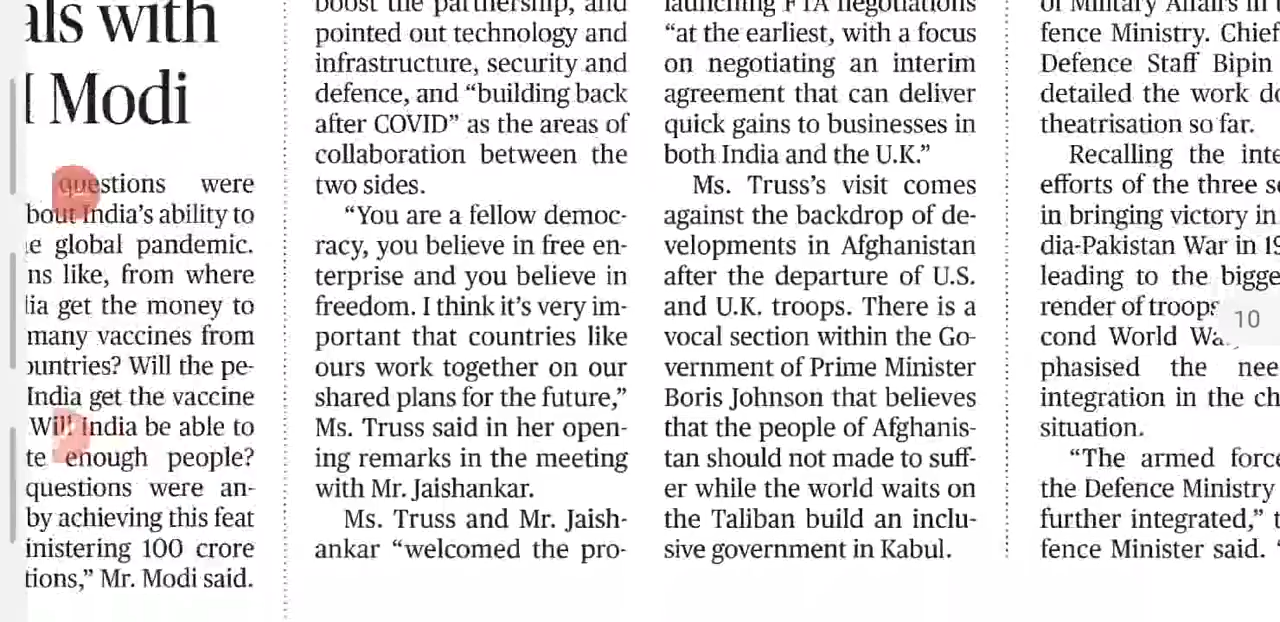 als with
Modi
questions were
bout India's ability to
e global pandemic.
ns like, from where
dia get the money to
many vaccines from
ountries? Will the pe-
India get the vaccine
Will India be able to
te enough people?
questions were an-
by achieving this feat
inistering 100 crore
tions," Mr. Modi said.
boost the partnership, and
pointed out technology and
infrastructure, security and
defence, and "building back
after COVID" as the areas of
collaboration between the
two sides.
"You are a fellow democ-
racy, you believe in free en-
terprise and you believe in
freedom. I think it's very im-
portant that countries like
ours work together on our
shared plans for the future,"
Ms. Truss said in her open-
ing remarks in the meeting
with Mr. Jaishankar.
Ms. Truss and Mr. Jaish-
ankar "welcomed the pro-
launching FTA negotiations
"at the earliest, with a focus
on negotiating an interim
agreement that can deliver
quick gains to businesses in
both India and the U.K."
Ms. Truss's visit comes
against the backdrop of de-
velopments in Afghanistan
after the departure of U.S.
and U.K. troops. There is a
vocal section within the Go-
vernment of Prime Minister
Boris Johnson that believes
that the people of Afghanis-
tan should not made to suff-
er while the world waits on
the Taliban build an inclu-
sive government in Kabul.
of Military Affairs in
fence Ministry. Chief
Defence Staff Bipin
detailed the work do
theatrisation so far.
Recalling the inte
efforts of the three se
in bringing victory in
dia-Pakistan War in 19
leading to the bigge
render of troops
cond World Wa
phasised the nee
integration in the ch
situation.
"The armed force
the Defence Ministry
further integrated," t
fence Minister said. "
10